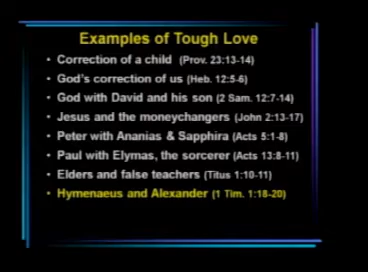 Examples of Tough Love
• Correction of a child (Prov. 23:13-14)
• God's correction of us (Heb. 12:5-6)
• God with David and his son (2 Sam. 12:7-14)
• Jesus and the moneychangers (John 2:13-17)
• Peter with Ananias & Sapphira (Acts 5:1-8)
• Paul with Elymas, the sorcerer (Acts 13:8-11)
• Elders and false teachers (Titus 1:10-11)
• Hymenaeus and Alexander (1 Tim. 1:18-20)